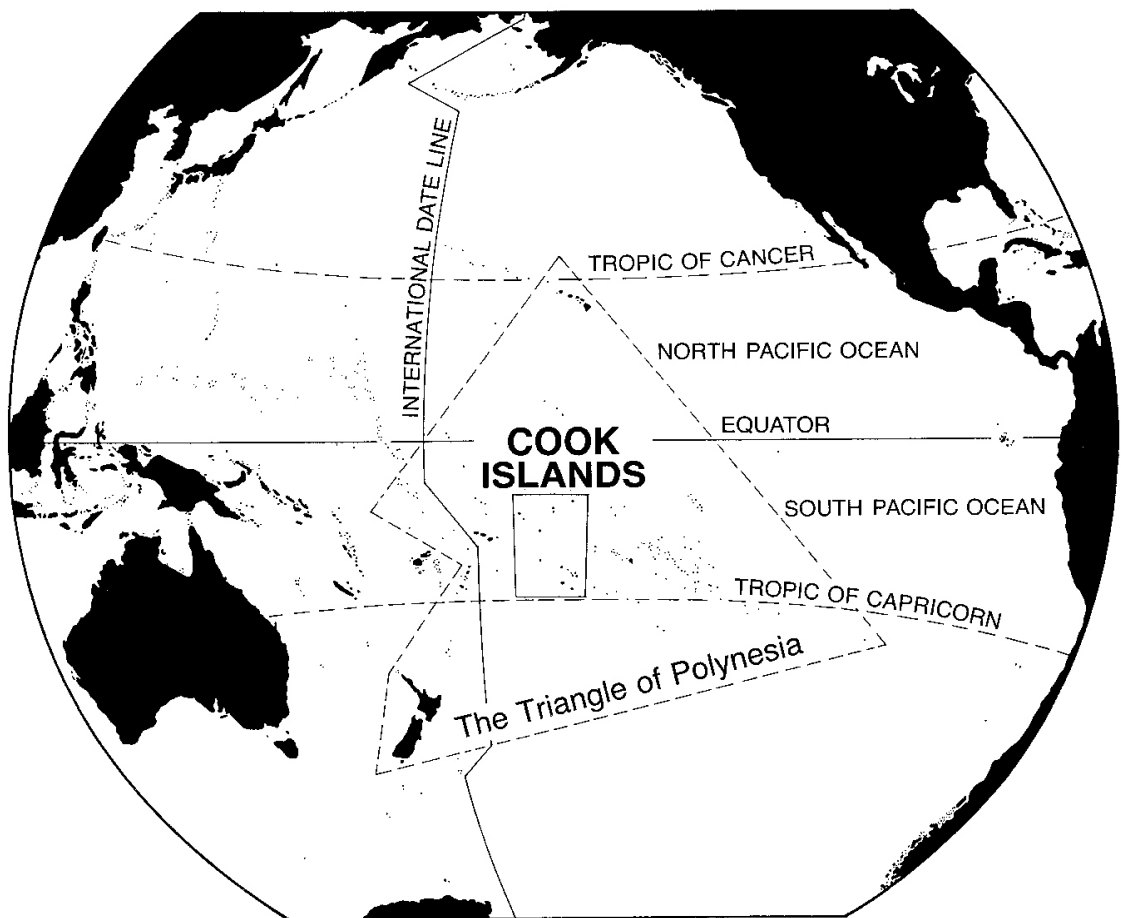 INTERNATIONAL DATE LINE
TROPIC OF CANCER
NORTH PACIFIC OCEAN
EQUATOR
COOK
ISLANDS
SOUTH PACIFIC OCEAN
TROPIC OF CAPRICORN
The Triangle of Polynesia